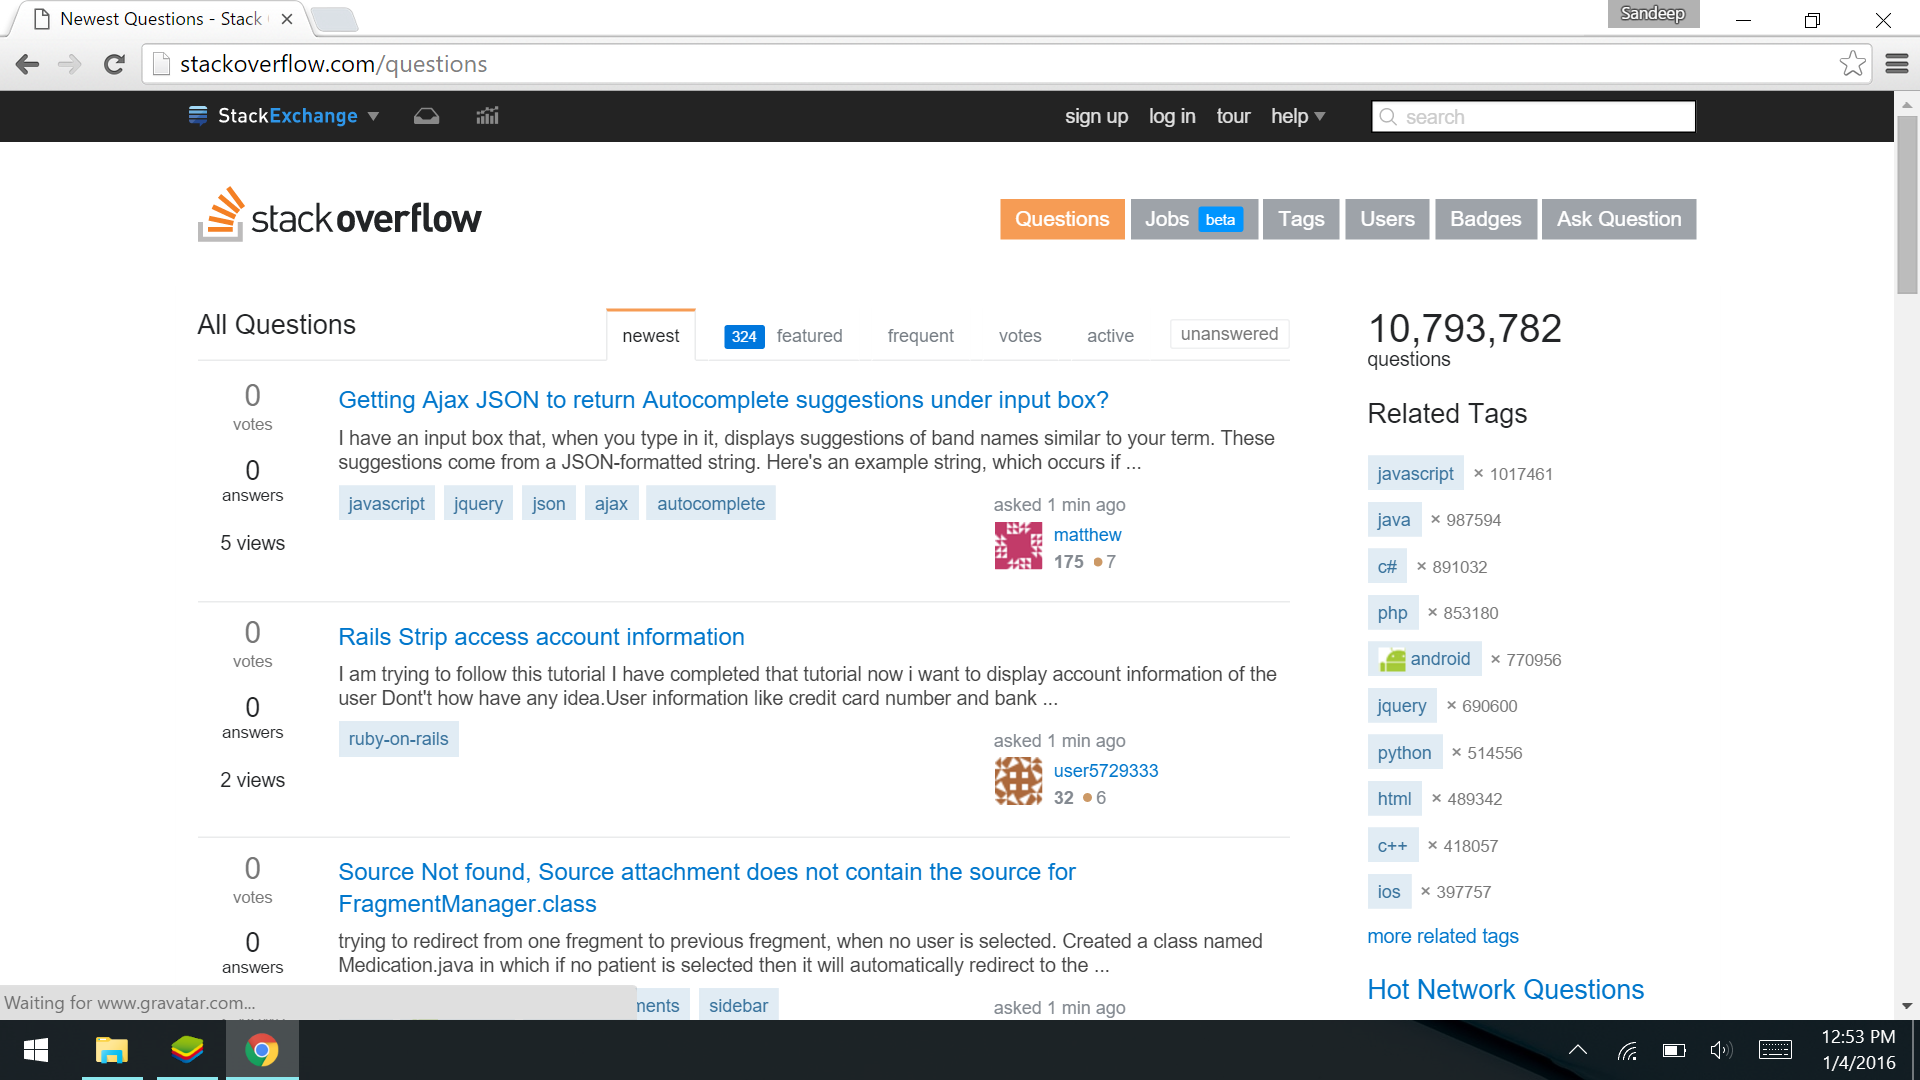 Newest Questions - Stack
Sandeep
stackoverflow.com/questions
StackExchange
sign up log in tour help
search
stackoverflow
Questions Jobs beta Tags Users Badges Ask Question
All Questions
newest 324 featured frequent votes active unanswered
0
votes
0
answers
5 views
Getting Ajax JSON to return Autocomplete suggestions under input box?
I have an input box that, when you type in it, displays suggestions of band names similar to your term. These
suggestions come from a JSON-formatted string. Here's an example string, which occurs if ...
javascript jquery json ajax autocomplete
asked 1 min ago
matthew
175 ●7
0
votes
0
answers
2 views
Rails Strip access account information
I am trying to follow this tutorial I have completed that tutorial now i want to display account information of the
user Dont't how have any idea.User information like credit card number and bank ...
ruby-on-rails
asked 1 min ago
user5729333
32 ●6
0
votes
0
answers
Source Not found, Source attachment does not contain the source for
FragmentManager.class
trying to redirect from one fregment to previous fregment, when no user is selected. Created a class named
Medication.java in which if no patient is selected then it will automatically redirect to the ...
sidebar
asked 1 min ago
10,793,782
questions
Related Tags
javascript × 1017461
java × 987594
c# × 891032
php × 853180
android × 770956
jquery × 690600
python × 514556
html × 489342
c++ × 418057
ios × 397757
more related tags
Hot Network Questions
Waiting for www.gravatar.com...
12:53 PM
1/4/2016